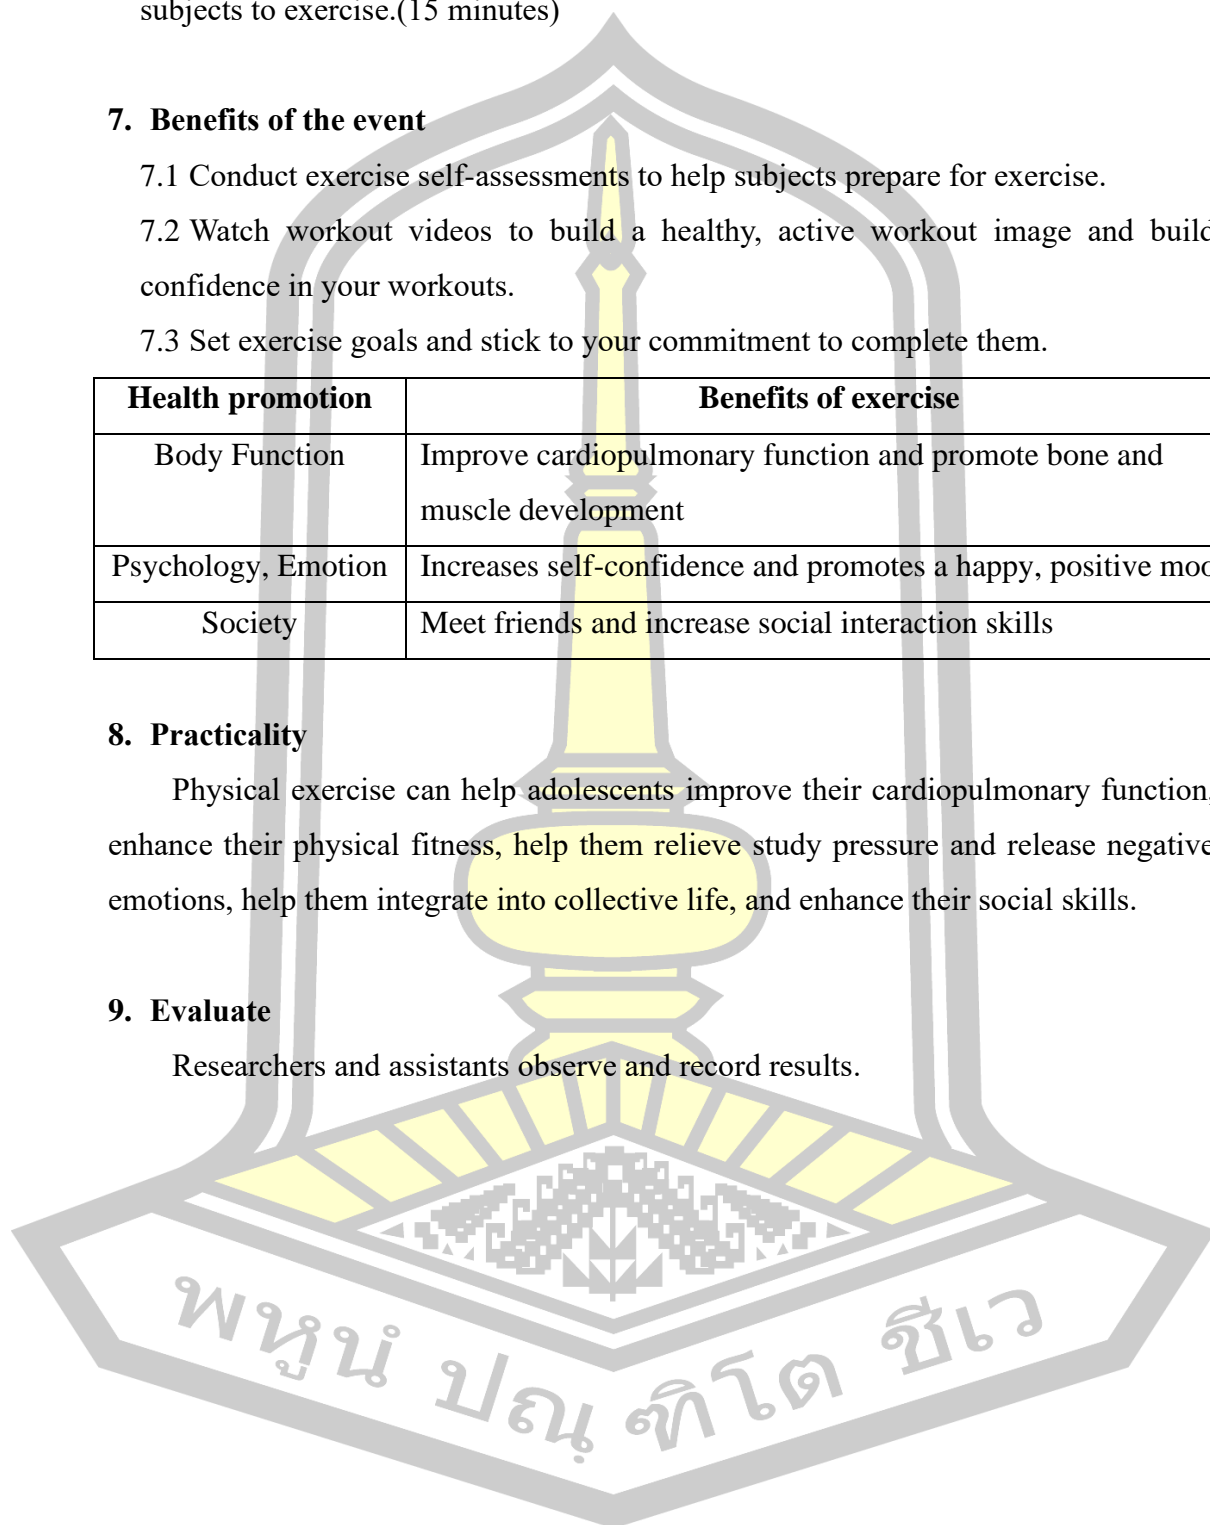 subjects to exercise.(15 minutes)
7. Benefits of the event
7.1 Conduct exercise self-assessments to help subjects prepare for exercise.
7.2 Watch workout videos to build a healthy, active workout image and build
confidence in your workouts.
7.3 Set exercise goals and stick to your commitment to complete them.
Health promotion Benefits of exercise
Body Function Improve cardiopulmonary function and promote bone and
muscle development
Psychology, Emotion Increases self-confidence and promotes a happy, positive
Society Meet friends and increase social interaction skills
8. Practicality
Physical exercise can help adolescents improve their cardiopulmonary function,
enhance their physical fitness, help them relieve study pressure and release negative
emotions, help them integrate into collective life, and enhance their social skills.
9. Evaluate
Researchers and assistants observe and record results.
พหูนํ ปณฺฑิโต ชีเว